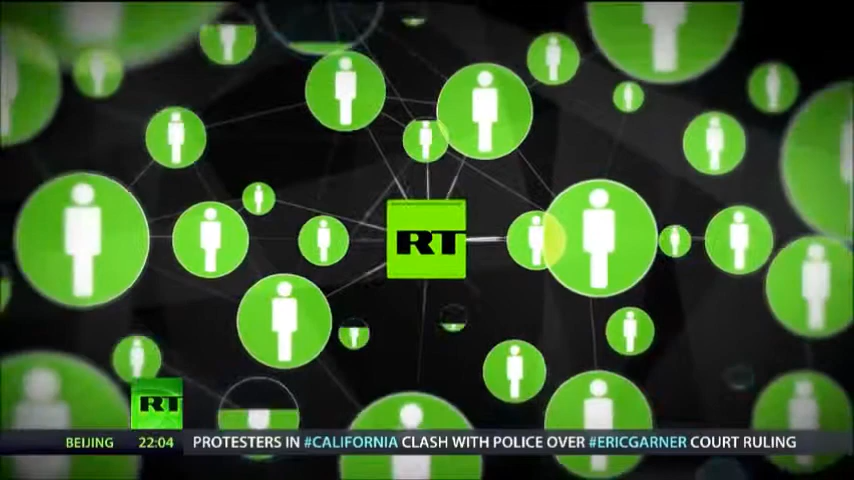 RT
RT
BEIJING 22:04 PROTESTERS IN #CALIFORNIA CLASH WITH POLICE OVER #ERICGARNER COURT RULING